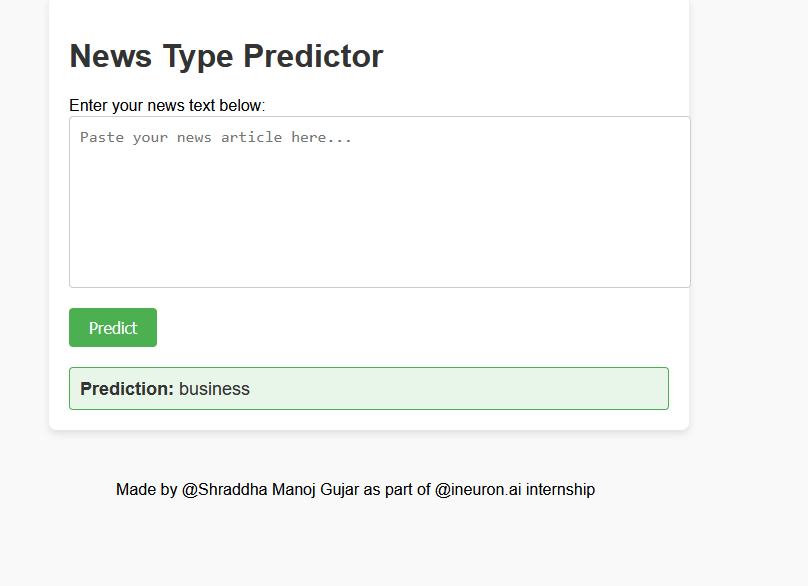 News Type Predictor
Enter your news text below:
Paste your news article here...
Predict
Prediction: business
Made by @Shraddha Manoj Gujar as part of @ineuron.ai internship